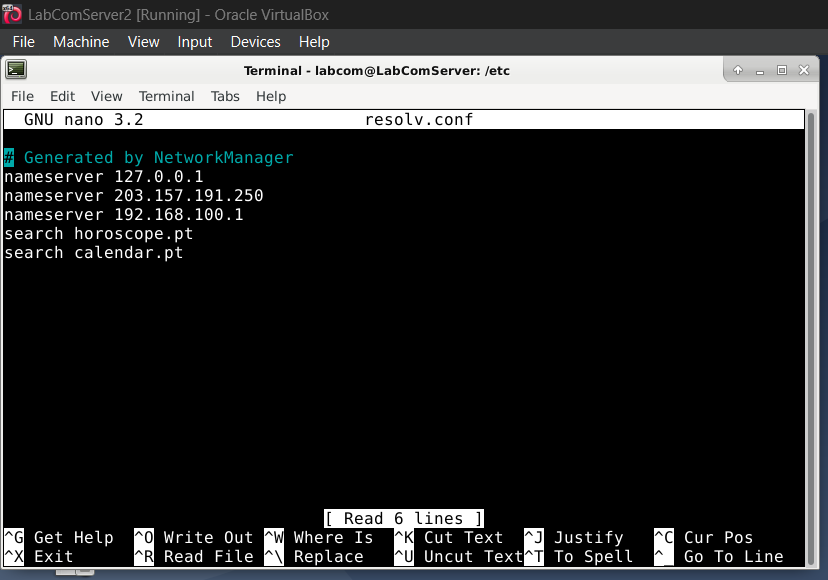 LabComServer2 [Running] - Oracle VirtualBox
File Machine View Input Devices Help
Terminal - labcom@LabComServer: /etc
File Edit View Terminal Tabs Help
GNU nano 3.2 resolv.conf
# Generated by NetworkManager
nameserver 127.0.0.1
nameserver 203.157.191.250
nameserver 192.168.100.1
search horoscope.pt
search calendar.pt
[ Read 6 lines ]
^G Get Help ^O Write Out ^W Where Is ^K Cut Text ^J Justify ^C Cur Pos
^X Exit ^R Read File ^\ Replace ^U Uncut Text^T To Spell ^_ Go To Line